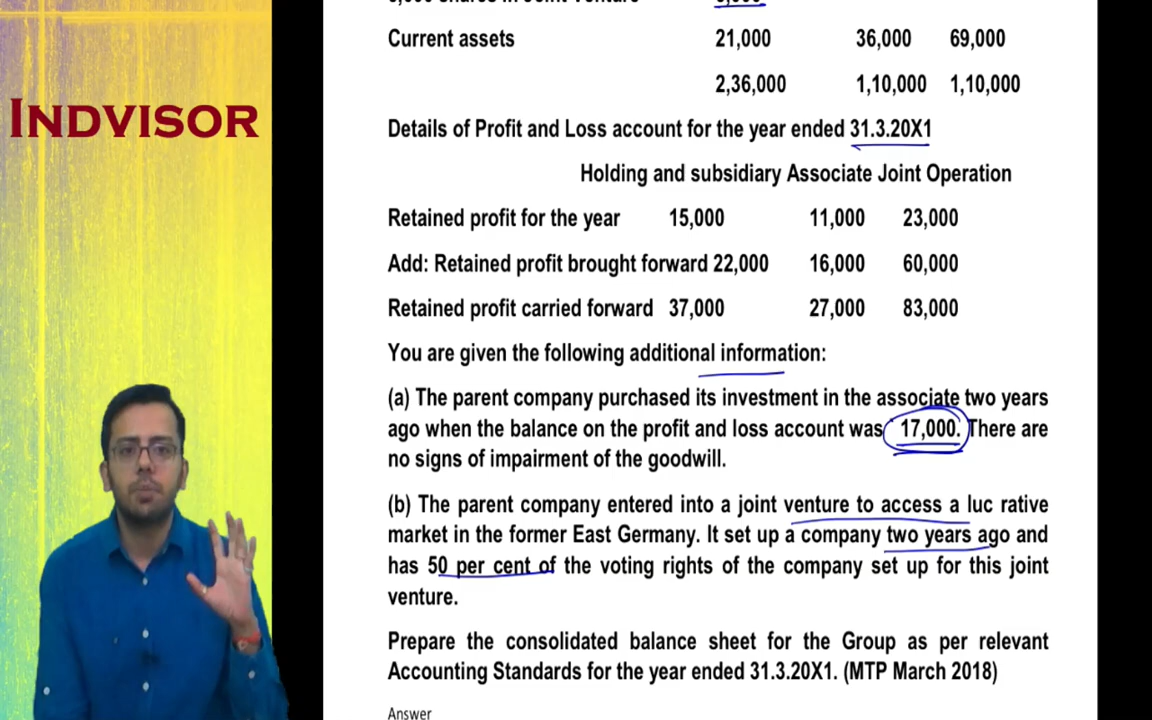 INDVISOR
Current assets 21,000 36,000 69,000
2,36,000 1,10,000 1,10,000
Details of Profit and Loss account for the year ended 31.3.20X1
Holding and subsidiary Associate Joint Operation
Retained profit for the year 15,000 11,000 23,000
Add: Retained profit brought forward 22,000 16,000 60,000
Retained profit carried forward 37,000 27,000 83,000
You are given the following additional information:
(a) The parent company purchased its investment in the associate two years
ago when the balance on the profit and loss account was 17,000. There are
no signs of impairment of the goodwill.
(b) The parent company entered into a joint venture to access a luc rative
market in the former East Germany. It set up a company two years ago and
has 50 per cent of the voting rights of the company set up for this joint
venture.
Prepare the consolidated balance sheet for the Group as per relevant
Accounting Standards for the year ended 31.3.20X1. (MTP March 2018)
Answer